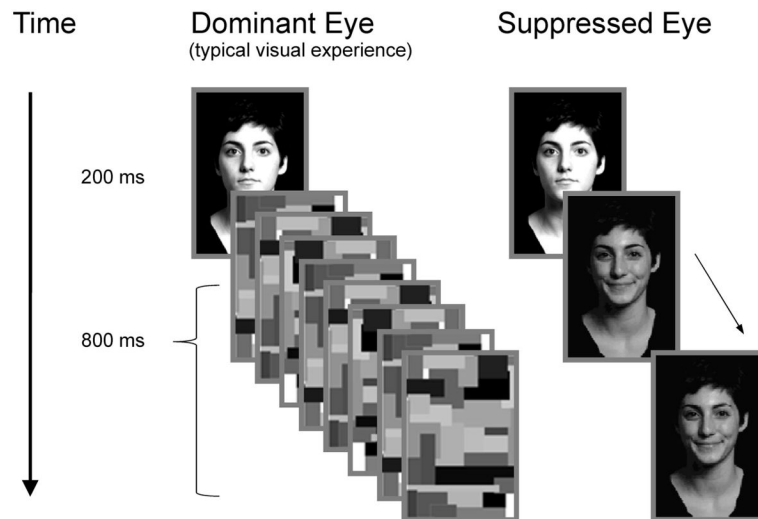 Time
Dominant Eye
(typical visual experience)
Suppressed Eye
200 ms
800 ms